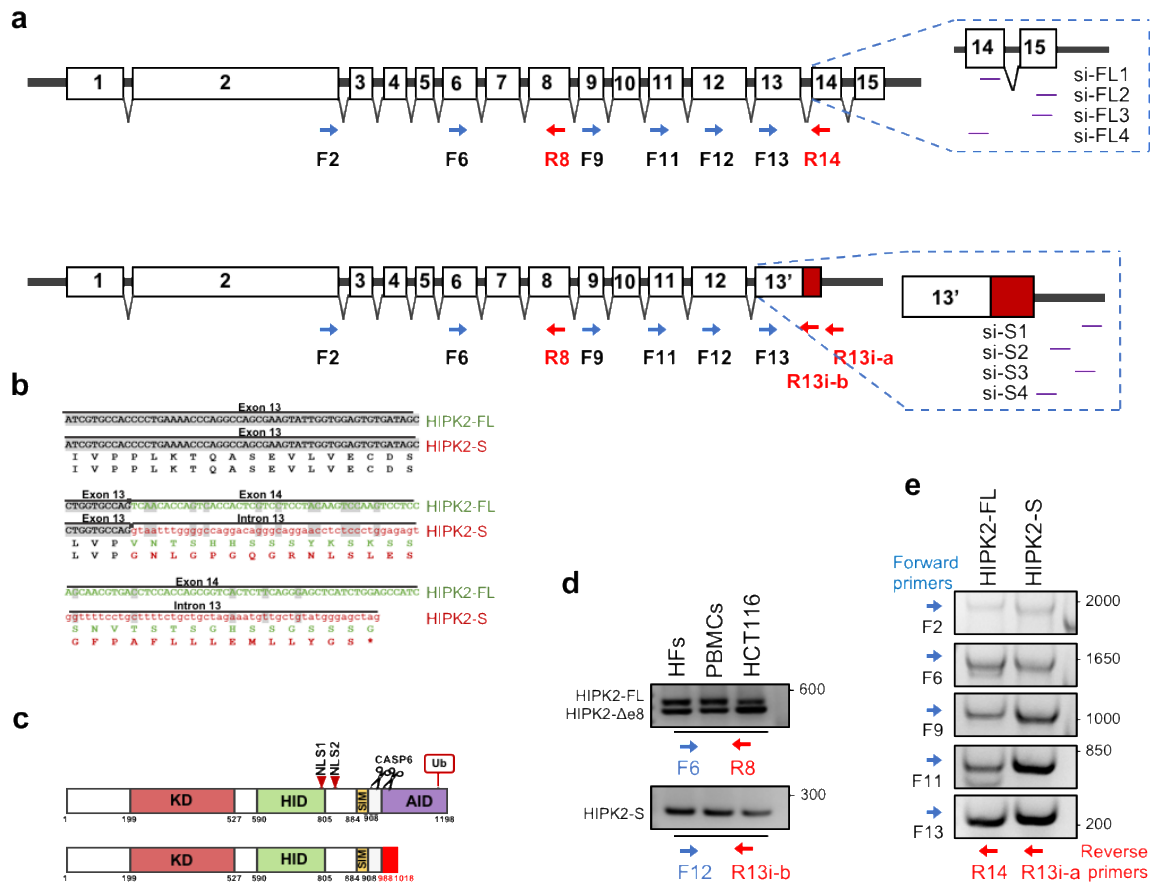 a
1 2 3 4 5 6 7 8 9 10 11 12 13 14 15
F2 F6 R8 F9 F11 F12 F13 R14
14 15
si-FL1
si-FL2
si-FL3
si-FL4
1 2 3 4 5 6 7 8 9 10 11 12 13'
F2 F6 R8 F9 F11 F12 F13 R13i-a
R13i-b
13'
si-S1
si-S2
si-S3
si-S4
b
Exon 13
ATCGTGCCACCCCTGAAAACCCAGGCCAGCGAAGTATTGGTGGAGTGTGATAGC HIPK2-FL
Exon 13
ATCGTGCCACCCCTGAAAACCCAGGCCAGCGAAGTATTGGTGGAGTGTGATAGC HIPK2-S
I V P P L K T Q A S E V L V E C D S
I V P P L K T Q A S E V L V E C D S
Exon 13 Exon 14
CTGGTGCCAGTCAACACCAGTCACCACTCGTCCTCCTACAAGTCCAAGTCCTCC HIPK2-FL
Exon 13 Intron 13
CTGGTGCCAGgtaatttgggggccaggacagggcaggaacctctccctggagagt HIPK2-S
L V P V N T S H H S S S Y K S K S S
L V P G N L G P G Q G R N L S L E S
Exon 14
AGCAACGTGACCTCCACCAGCGGTCACTCTTCAGGGAGCTCATCTGGAGCCATC HIPK2-FL
Intron 13
ggttttcctgcttttctgctgctagaaatgttgctgtatgggagctag HIPK2-S
S N V T S T S G H S S G S S S G
G F P A F L L L E M L L Y G S *
c
NLS1 NLS2 CASP6 Ub
KD HID SIM AID
1 199 527 590 805 884 908 1198
KD HID SIM
1 199 527 590 805 884 908 988 1018
d
HFs PBMCs HCT116
HIPK2-FL 600
HIPK2-Δe8
F6 R8
HIPK2-S 300
F12 R13i-b
e
HIPK2-FL HIPK2-S
Forward
primers
F2 2000
F6 1650
F9 1000
F11 850
F13 200
R14 R13i-a Reverse
primers